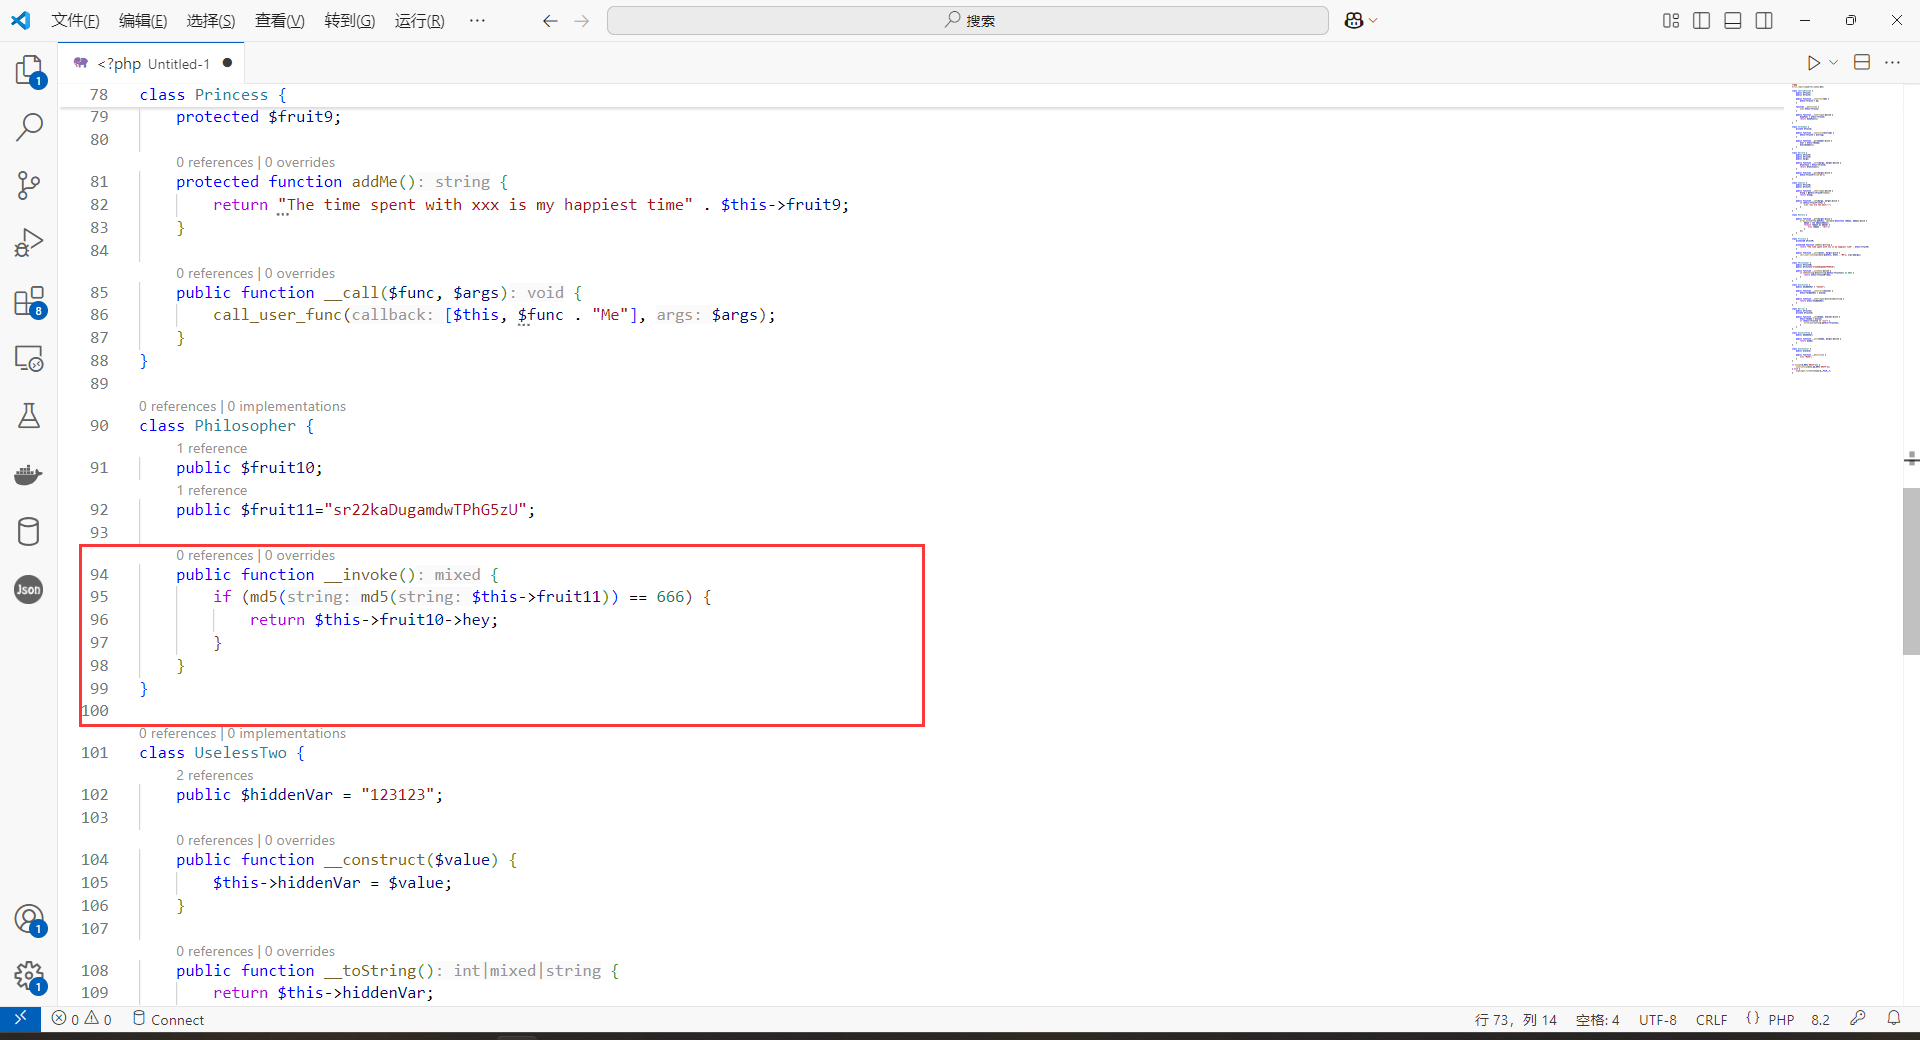 文件(F) 编辑(E) 选择(S) 查看(V) 转到(G) 运行(R) ··· 搜索
<?php Untitled-1
78 class Princess {
79 protected $fruit9;
80
0 references | 0 overrides
81 protected function addMe(): string {
82 return "The time spent with xxx is my happiest time" . $this->fruit9;
83 }
84
0 references | 0 overrides
85 public function __call($func, $args): void {
86 call_user_func(callback: [$this, $func . "Me"], args: $args);
87 }
88 }
89
0 references | 0 implementations
90 class Philosopher {
1 reference
91 public $fruit10;
1 reference
92 public $fruit11="sr22kaDugamdwTPhG5zU";
93
0 references | 0 overrides
94 public function __invoke(): mixed {
95 if (md5(string: md5(string: $this->fruit11)) == 666) {
96 return $this->fruit10->hey;
97 }
98 }
99 }
100
0 references | 0 implementations
101 class UselessTwo {
2 references
102 public $hiddenVar = "123123";
103
0 references | 0 overrides
104 public function __construct($value) {
105 $this->hiddenVar = $value;
106 }
107
0 references | 0 overrides
108 public function __toString(): int|mixed|string {
109 return $this->hiddenVar;
1
8
Json
1
1
0 0 Connect 行 73，列 14 空格: 4 UTF-8 CRLF {} PHP 8.2